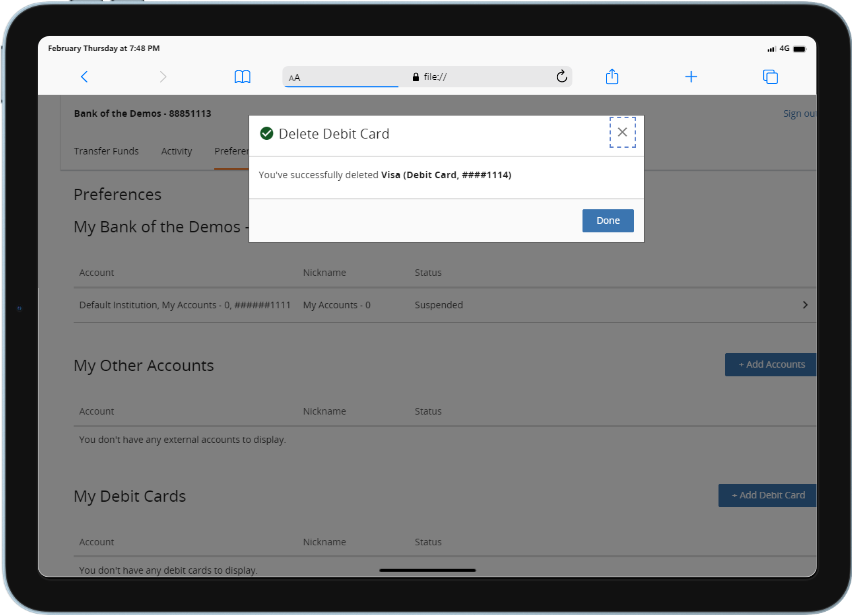 February Thursday at 7:48 PM
4G
AA
file://
Bank of the Demos - 88851113
Sign out
Transfer Funds Activity Prefere
Delete Debit Card
You've successfully deleted Visa (Debit Card, ####1114)
Done
Preferences
My Bank of the Demos -
Account Nickname Status
Default Institution, My Accounts - 0, ######1111 My Accounts - 0 Suspended
My Other Accounts
+ Add Accounts
Account Nickname Status
You don't have any external accounts to display.
My Debit Cards
+ Add Debit Card
Account Nickname Status
You don't have any debit cards to display.